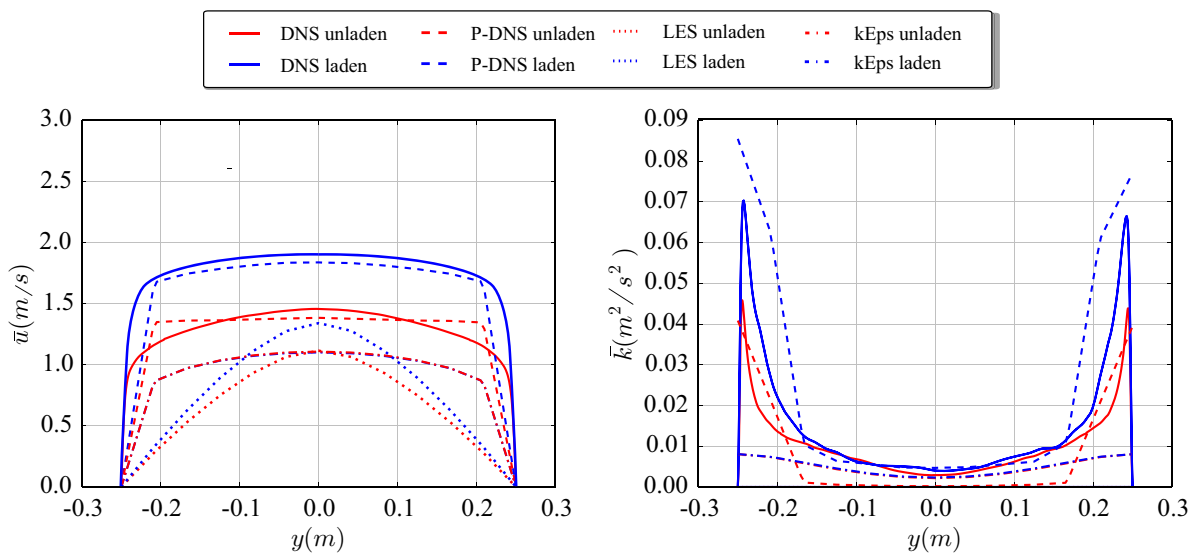 DNS unladen P-DNS unladen LES unladen kEps unladen
DNS laden P-DNS laden LES laden kEps laden
3.0
2.5
2.0
1.5
1.0
0.5
0.0
ū(m/s)
-0.3 -0.2 -0.1 0.0 0.1 0.2 0.3
y(m)
0.09
0.08
0.07
0.06
0.05
0.04
0.03
0.02
0.01
0.00
k̄(m²/s²)
-0.3 -0.2 -0.1 0.0 0.1 0.2 0.3
y(m)